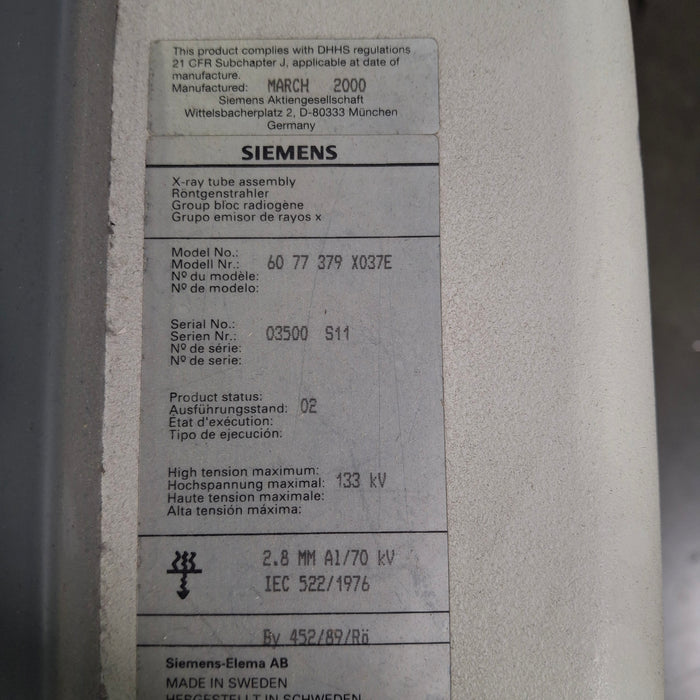 This product complies with DHHS regulations
21 CFR Subchapter J, applicable at date of
manufacture.
Manufactured: MARCH 2000
Siemens Aktiengesellschaft
Wittelsbacherplatz 2, D-80333 München
Germany
SIEMENS
X-ray tube assembly
Röntgenstrahler
Group bloc radiogène
Grupo emisor de rayos x
Model No.:
Modell Nr.: 60 77 379 X037E
Nº du modèle:
Nº de modelo:
Serial No.:
Serien Nr.: 03500 S11
Nº de série:
Nº de serie:
Product status:
Ausführungsstand: 02
État d'exécution:
Tipo de ejecución:
High tension maximum:
Hochspannung maximal: 133 kV
Haute tension maximale:
Alta tensión máxima:
2.8 MM Al/70 kV
IEC 522/1976
By 452/89/Rö
Siemens-Elema AB
MADE IN SWEDEN
HERGESTELLT IN SCHWEDEN